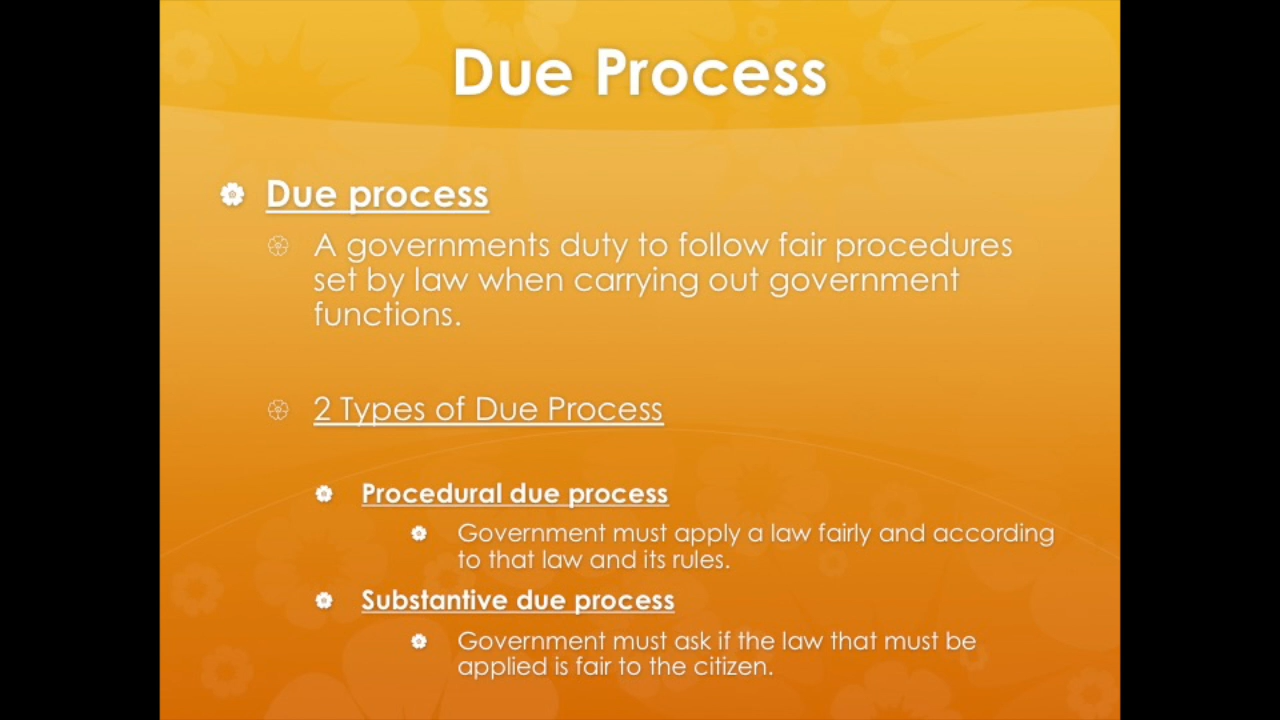 Due Process
Due process
A governments duty to follow fair procedures
set by law when carrying out government
functions.
2 Types of Due Process
Procedural due process
Government must apply a law fairly and according
to that law and its rules.
Substantive due process
Government must ask if the law that must be
applied is fair to the citizen.